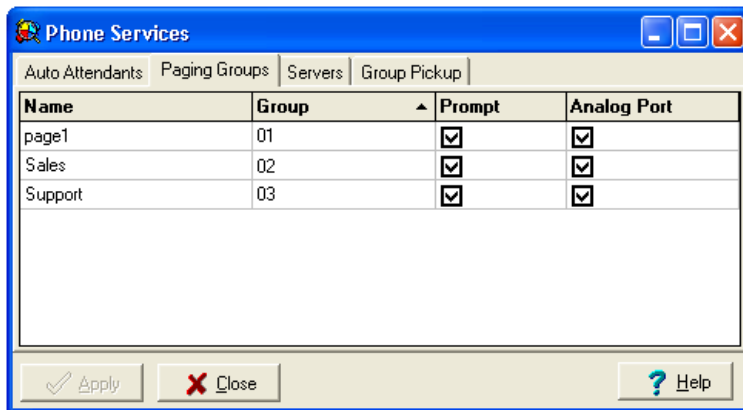 Phone Services
Auto Attendants Paging Groups Servers Group Pickup
Name Group Prompt Analog Port
page1 01
Sales 02
Support 03
Apply Close Help